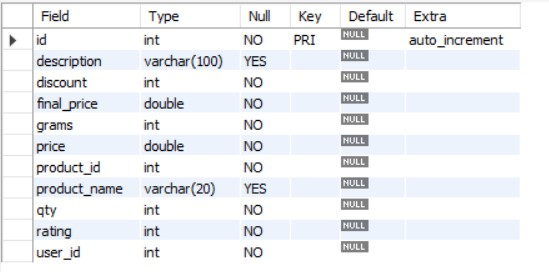 Field Type Null Key Default Extra
id int NO PRI NULL auto_increment
description varchar(100) YES NULL
discount int NO NULL
final_price double NO NULL
grams int NO NULL
price double NO NULL
product_id int NO NULL
product_name varchar(20) YES NULL
qty int NO NULL
rating int NO NULL
user_id int NO NULL